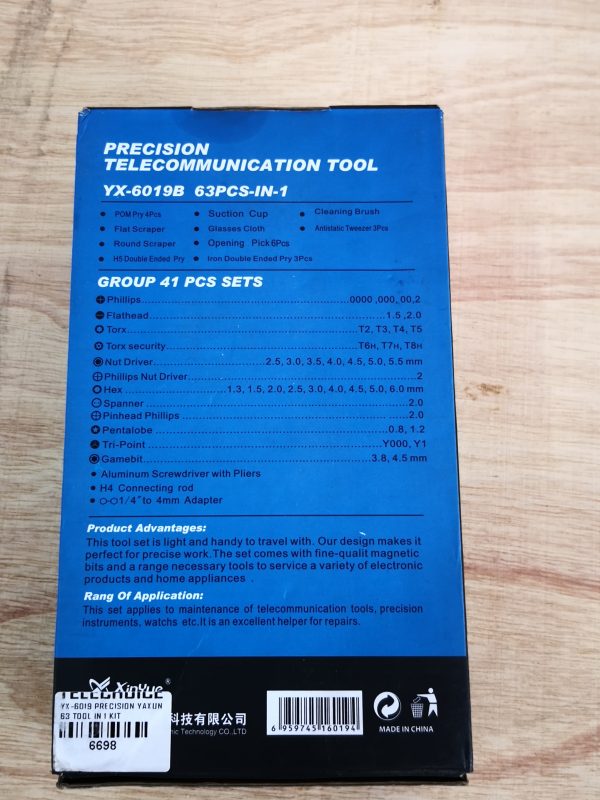 PRECISION
TELECOMMUNICATION TOOL
YX-6019B 63PCS-IN-1
POM Pry 4Pcs
Suction Cup
Cleaning Brush
Flat Scraper
Glasses Cloth
Antistatic Tweezer 3Pcs
Round Scraper
Opening Pick 6Pcs
H5 Double Ended Pry
Iron Double Ended Pry 3Pcs
GROUP 41 PCS SETS
Phillips 0000 ,000, 00,2
Flathead 1.5 ,2.0
Torx T2, T3, T4, T5
Torx security T6H, T7H, T8H
Nut Driver 2.5, 3.0, 3.5, 4.0, 4.5, 5.0, 5.5 mm
Phillips Nut Driver 2
Hex 1.3, 1.5, 2.0, 2.5, 3.0, 4.0, 4.5, 5.0, 6.0 mm
Spanner 2.0
Pinhead Phillips 2.0
Pentalobe 0.8, 1.2
Tri-Point Y000, Y1
Gamebit 3.8, 4.5 mm
Aluminum Screwdriver with Pliers
H4 Connecting rod
1/4" to 4mm Adapter
Product Advantages:
This tool set is light and handy to travel with. Our design makes it
perfect for precise work.The set comes with fine-qualit magnetic
bits and a range necessary tools to service a variety of electronic
products and home appliances .
Rang Of Application:
This set applies to maintenance of telecommunication tools, precision
instruments, watchs etc.It is an excellent helper for repairs.
XinYue ®
科技有限公司
Technology CO.,LTD
TELECHOICE
YX-6019 PRECISION YAXUN
63 TOOL IN 1 KIT
6698
6 959745 160194
MADE IN CHINA